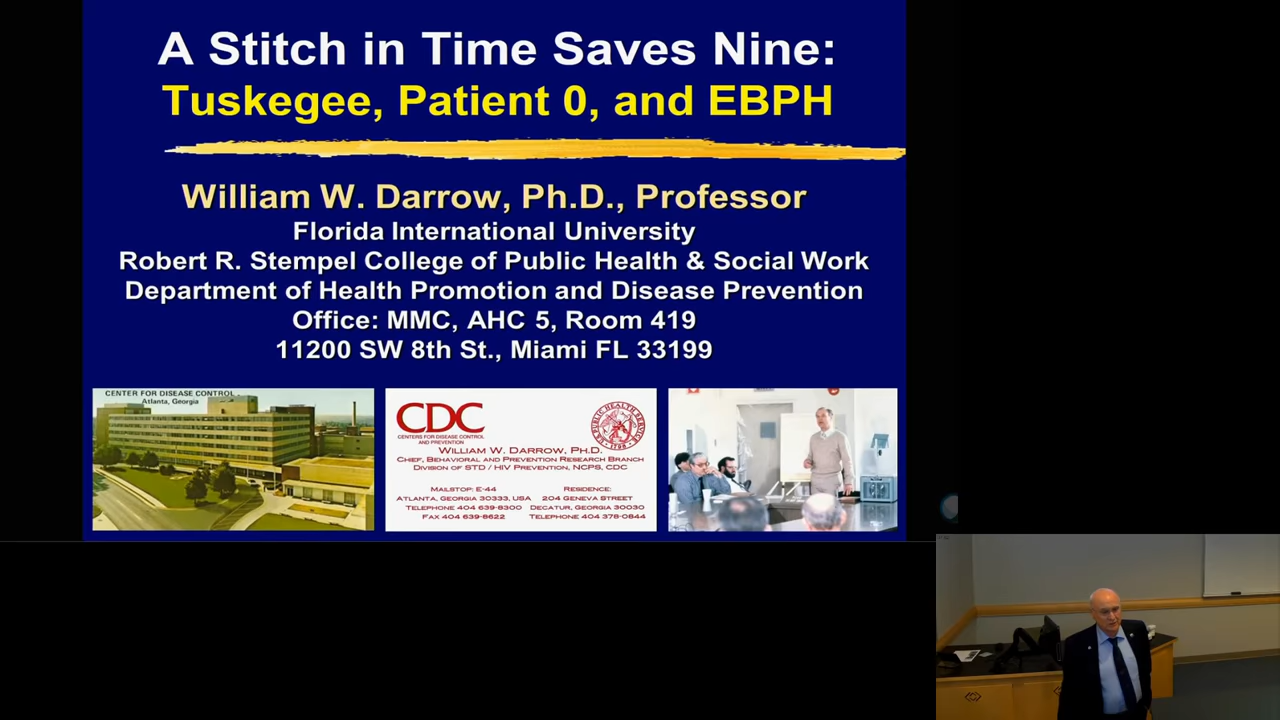 A Stitch in Time Saves Nine:
Tuskegee, Patient 0, and EBPH
William W. Darrow, Ph.D., Professor
Florida International University
Robert R. Stempel College of Public Health & Social Work
Department of Health Promotion and Disease Prevention
Office: MMC, AHC 5, Room 419
11200 SW 8th St., Miami FL 33199
CENTER FOR DISEASE CONTROL
Atlanta, Georgia
CDC
CENTERS FOR DISEASE CONTROL
AND PREVENTION
WILLIAM W. DARROW, PH.D.
CHIEF, BEHAVIORAL AND PREVENTION RESEARCH BRANCH
DIVISION OF STD / HIV PREVENTION, NCPS, CDC
MAILSTOP: E-44
ATLANTA, GEORGIA 30333, USA
TELEPHONE 404 639-8300
FAX 404 639-8622
RESIDENCE:
204 GENEVA STREET
DECATUR, GEORGIA 30030
TELEPHONE 404 378-0844